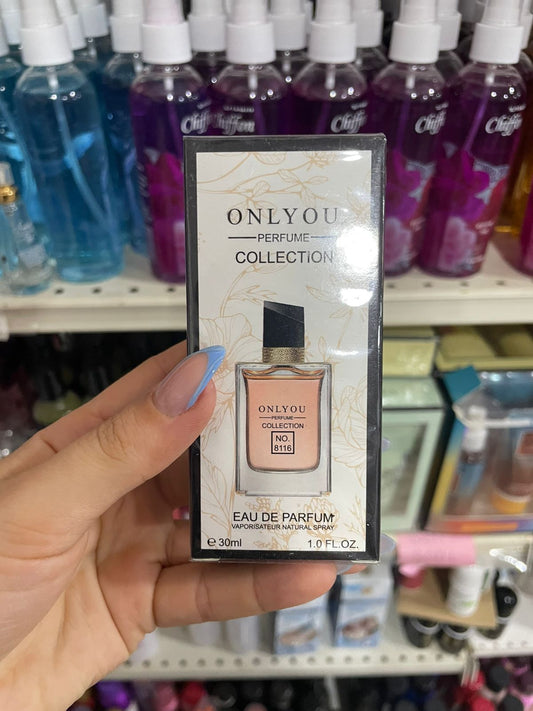 Chiffon
Chiffon
Chiffon
ONLYOU
PERFUME
COLLECTION
ONLYOU
PERFUME
COLLECTION
NO.
8116
EAU DE PARFUM
VAPORISATEUR NATURAL SPRAY
e 30ml 1.0 FL.OZ.